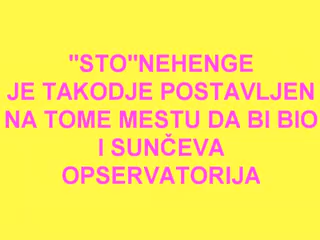 "STO"NEHENGE
JE TAKODJE POSTAVLJEN
NA TOME MESTU DA BI BIO
I SUNČEVA
OPSERVATORIJA